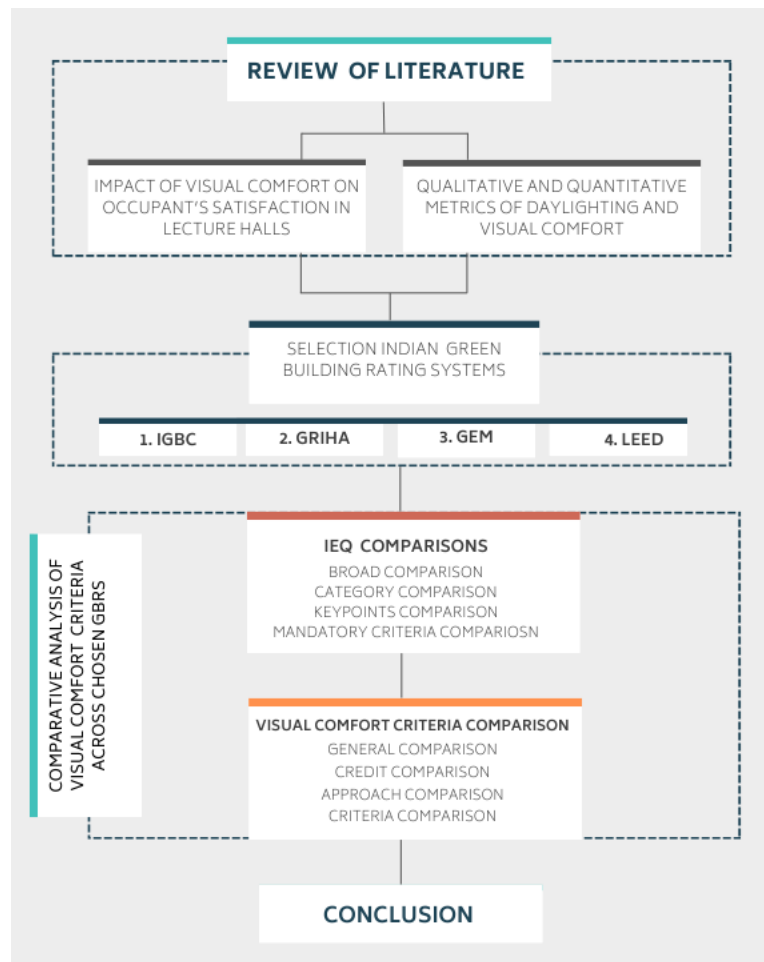 REVIEW OF LITERATURE
IMPACT OF VISUAL COMFORT ON
OCCUPANT'S SATISFACTION IN
LECTURE HALLS
QUALITATIVE AND QUANTITATIVE
METRICS OF DAYLIGHTING AND
VISUAL COMFORT
SELECTION INDIAN GREEN
BUILDING RATING SYSTEMS
1. IGBC
2. GRIHA
3. GEM
4. LEED
COMPARATIVE ANALYSIS OF
VISUAL COMFORT CRITERIA
ACROSS CHOSEN GBRS
IEQ COMPARISONS
BROAD COMPARISON
CATEGORY COMPARISON
KEYPOINTS COMPARISON
MANDATORY CRITERIA COMPARIOSN
VISUAL COMFORT CRITERIA COMPARISON
GENERAL COMPARISON
CREDIT COMPARISON
APPROACH COMPARISON
CRITERIA COMPARISON
CONCLUSION